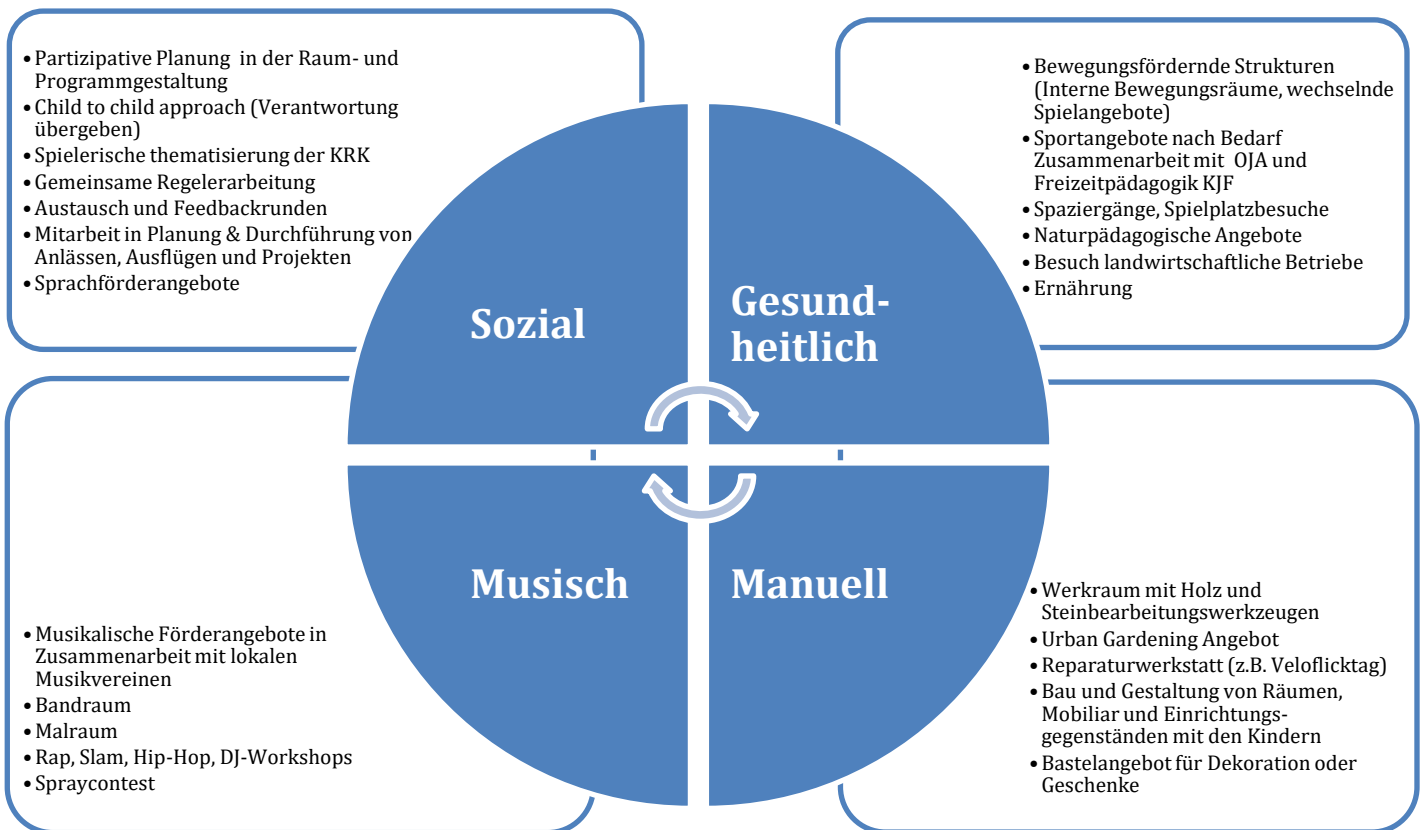 • Partizipative Planung in der Raum- und
Programmgestaltung
• Child to child approach (Verantwortung
übergeben)
• Spielerische thematisierung der KRK
• Gemeinsame Regelerarbeitung
• Austausch und Feedbackrunden
• Mitarbeit in Planung & Durchführung von
Anlässen, Ausflügen und Projekten
• Sprachförderangebote
Sozial
• Bewegungsfördernde Strukturen
(Interne Bewegungsräume, wechselnde
Spielangebote)
• Sportangebote nach Bedarf
Zusammenarbeit mit OJA und
Freizeitpädagogik KJF
• Spaziergänge, Spielplatzbesuche
• Naturpädagogische Angebote
• Besuch landwirtschaftliche Betriebe
• Ernährung
Gesund-
heitlich
Musisch
• Musikalische Förderangebote in
Zusammenarbeit mit lokalen
Musikvereinen
• Bandraum
• Malraum
• Rap, Slam, Hip-Hop, DJ-Workshops
• Spraycontest
Manuell
• Werkraum mit Holz und
Steinbearbeitungswerkzeugen
• Urban Gardening Angebot
• Reparaturwerkstatt (z.B. Veloflicktag)
• Bau und Gestaltung von Räumen,
Mobiliar und Einrichtungs-
gegenständen mit den Kindern
• Bastelangebot für Dekoration oder
Geschenke